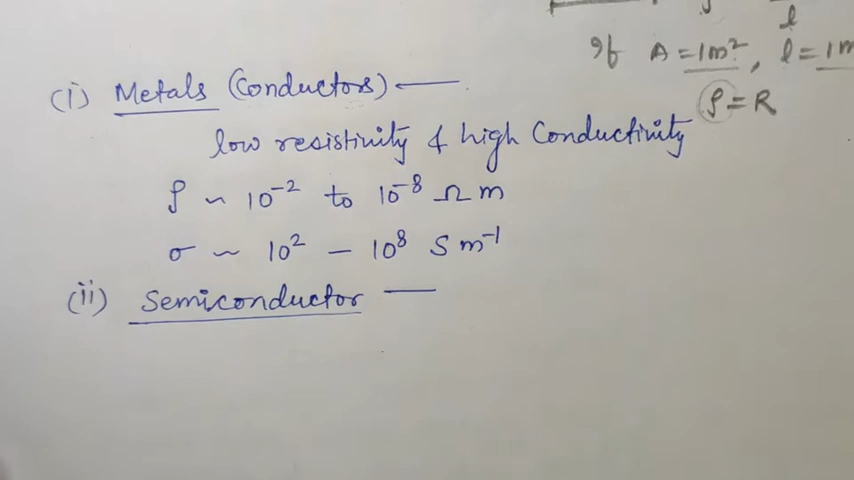 l
If A = 1m², l = 1m
ρ = R
(i) Metals (Conductors) —
low resistivity & high Conductivity
ρ ~ 10⁻² to 10⁻⁸ Ω m
σ ~ 10² – 10⁸ S m⁻¹
(ii) Semiconductor —